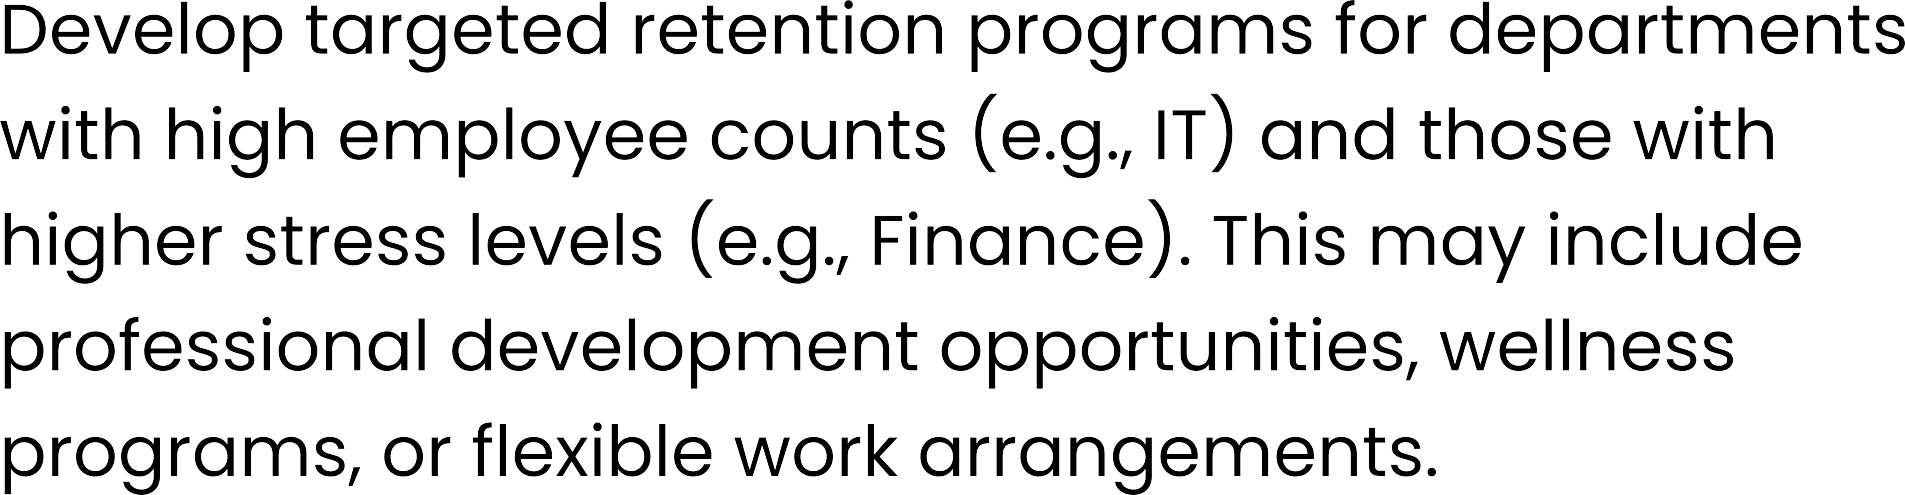 Develop targeted retention programs for departments
with high employee counts (e.g., IT) and those with
higher stress levels (e.g., Finance). This may include
professional development opportunities, wellness
programs, or flexible work arrangements.